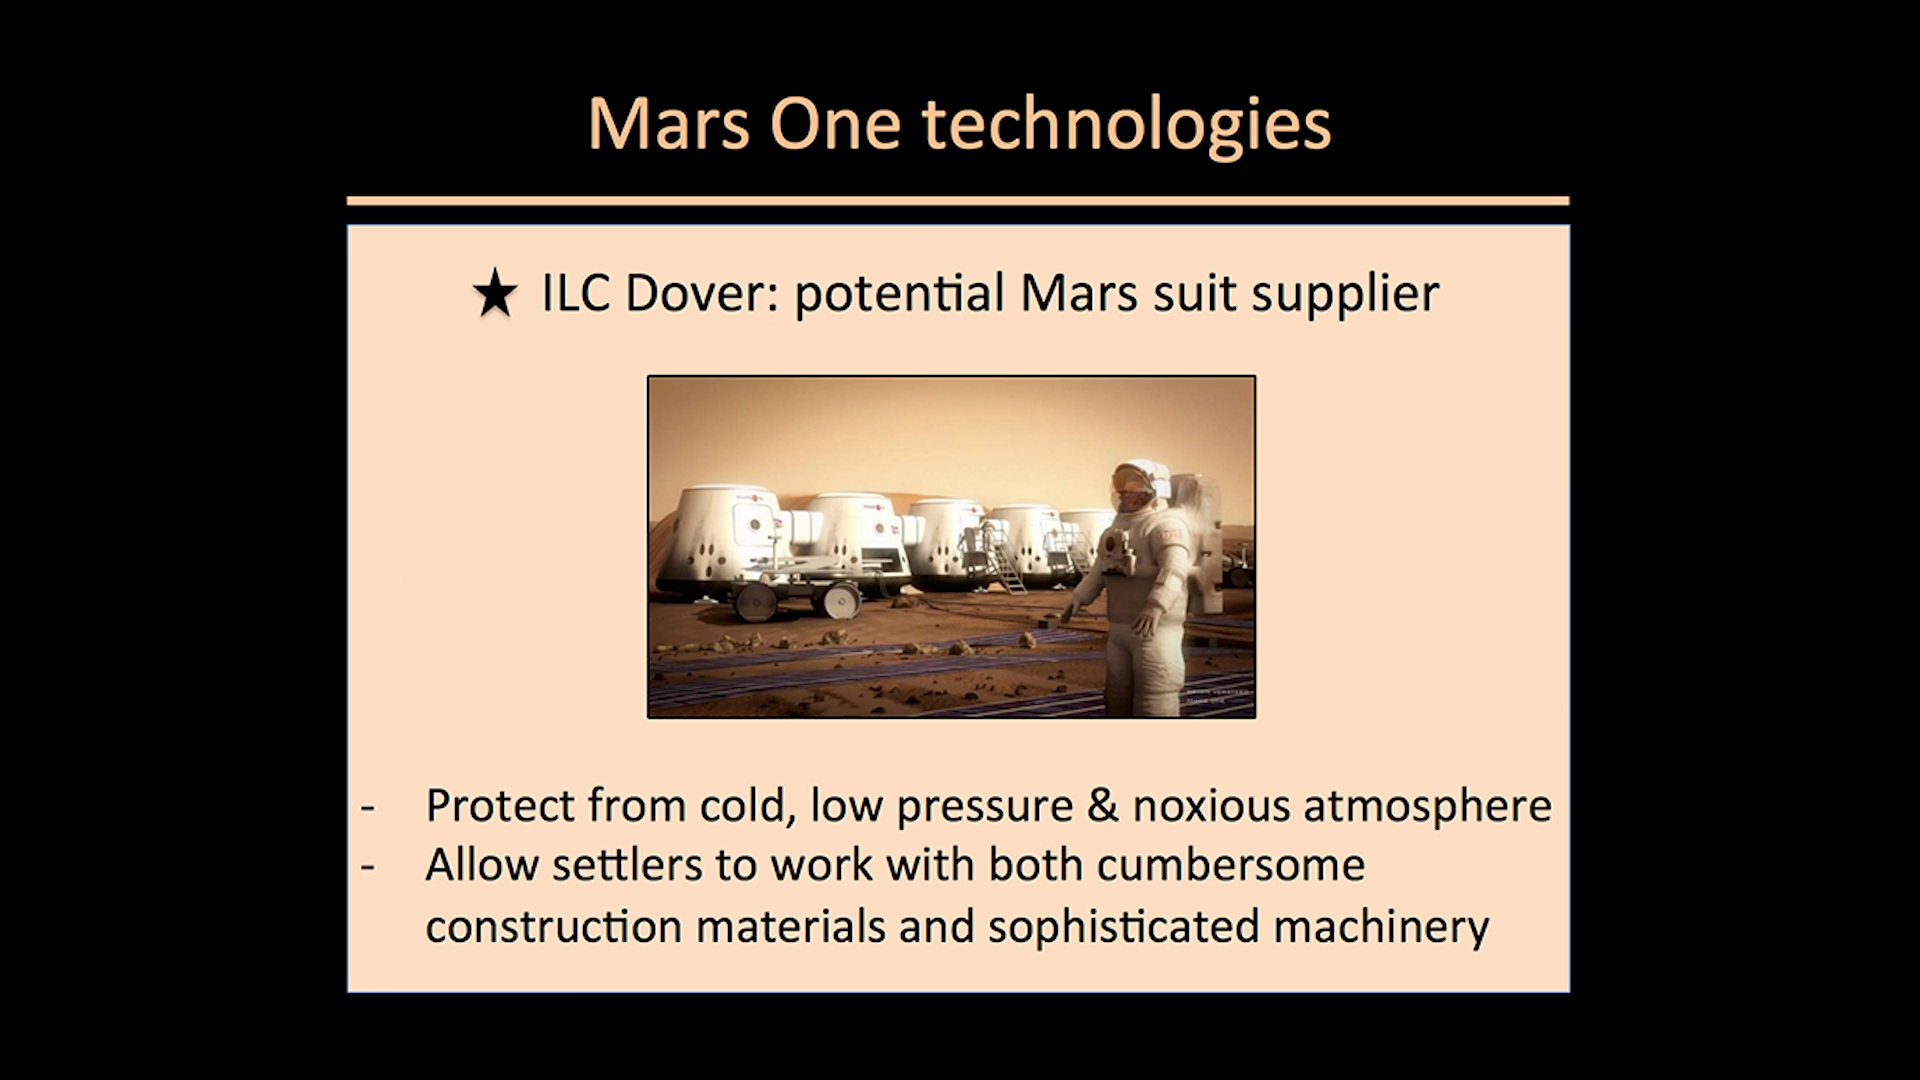 Mars One technologies
★ ILC Dover: potential Mars suit supplier
- Protect from cold, low pressure & noxious atmosphere
- Allow settlers to work with both cumbersome
construction materials and sophisticated machinery